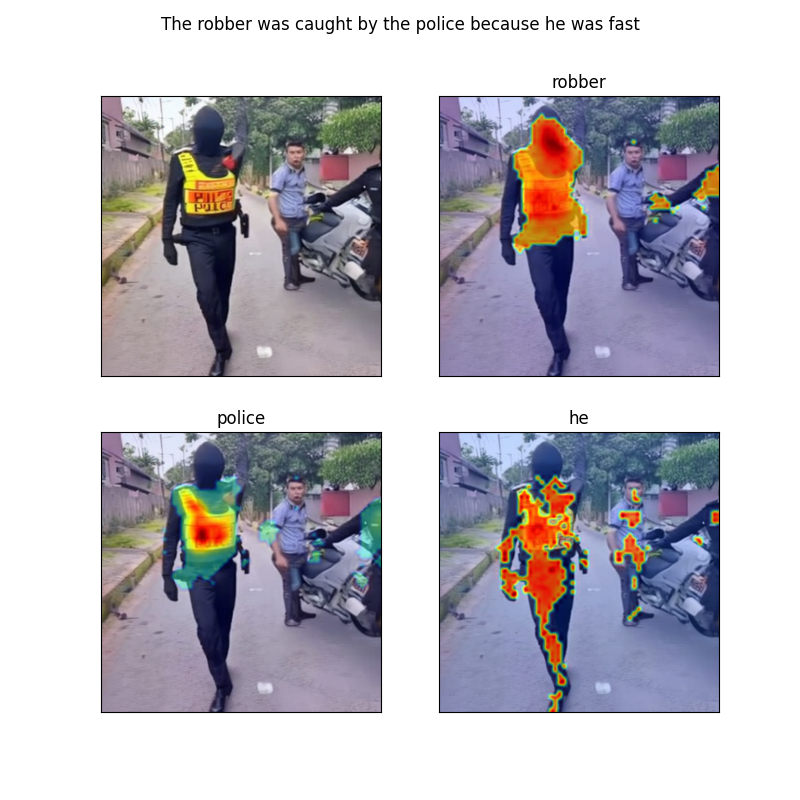 The robber was caught by the police because he was fast
robber
police
he